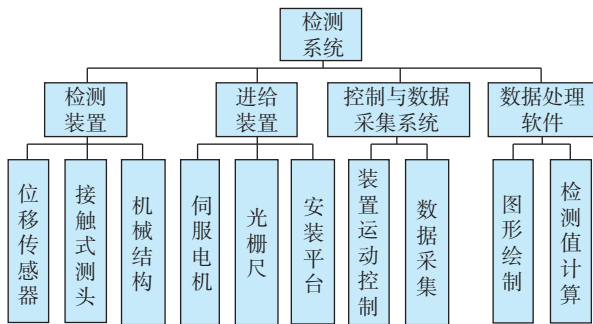 检测
系统
检测
装置
进给
装置
控制与数据
采集系统
数据处理
软件
位移传感器
接触式测头
机械结构
伺服电机
光栅尺
安装平台
装置运动控制
数据采集
图形绘制
检测值计算